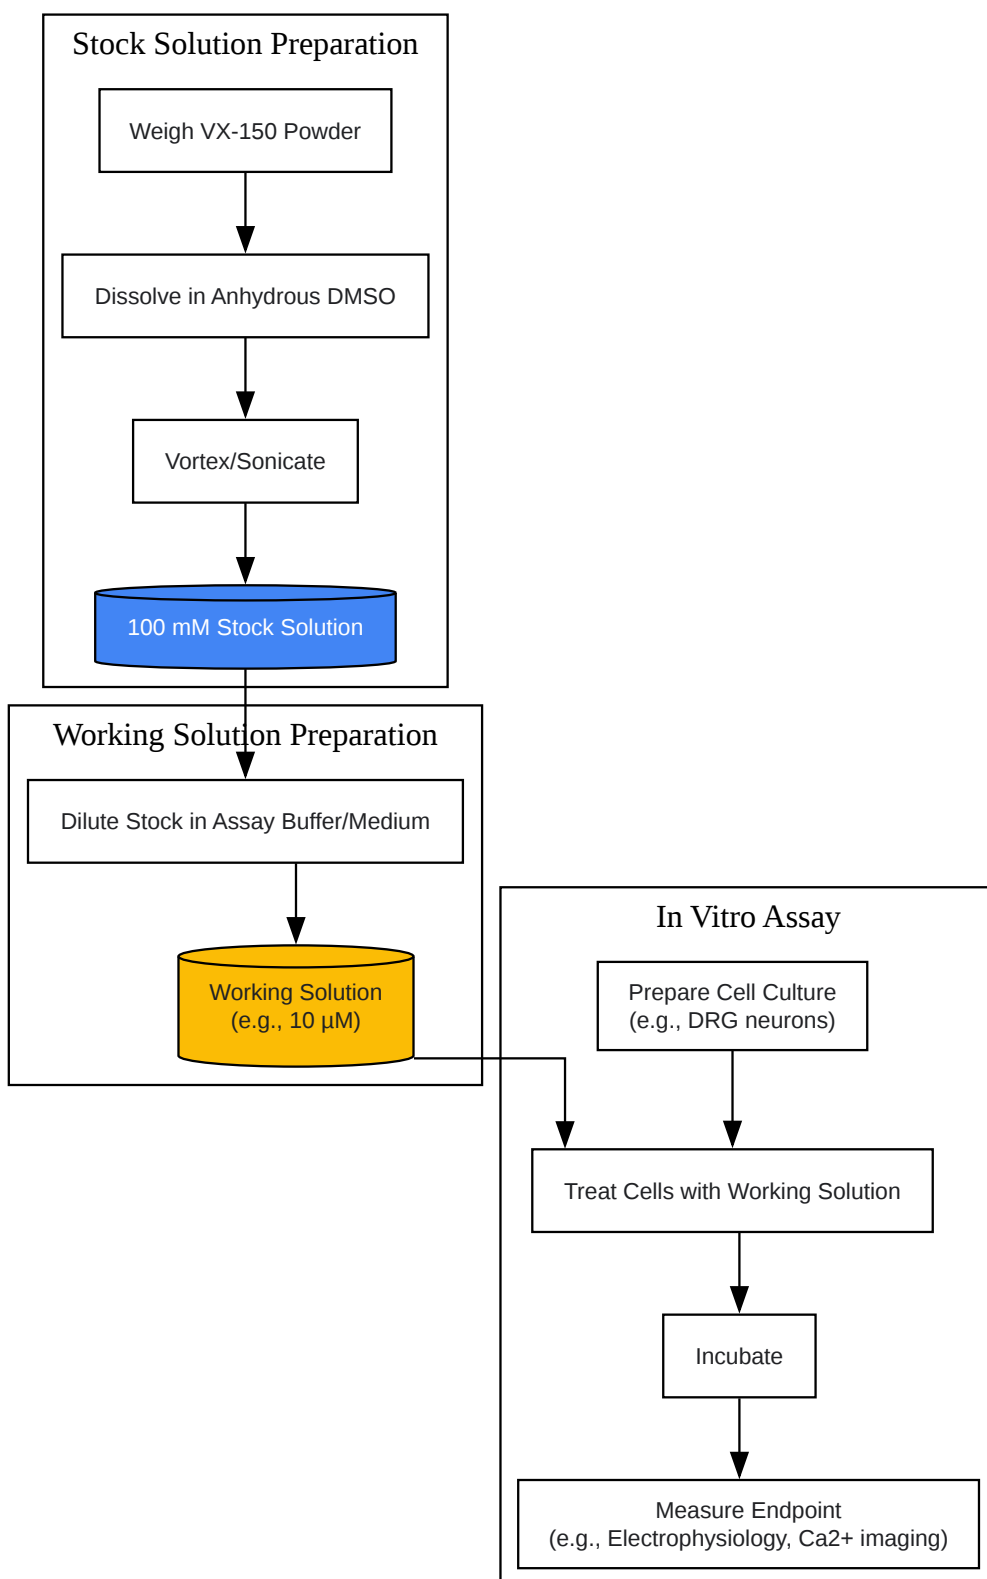 Stock Solution Preparation
Weigh VX-150 Powder
Dissolve in Anhydrous DMSO
Vortex/Sonicate
100 mM Stock Solution
Working Solution Preparation
Dilute Stock in Assay Buffer/Medium
Working Solution
(e.g., 10 µM)
In Vitro Assay
Prepare Cell Culture
(e.g., DRG neurons)
Treat Cells with Working Solution
Incubate
Measure Endpoint
(e.g., Electrophysiology, Ca2+ imaging)